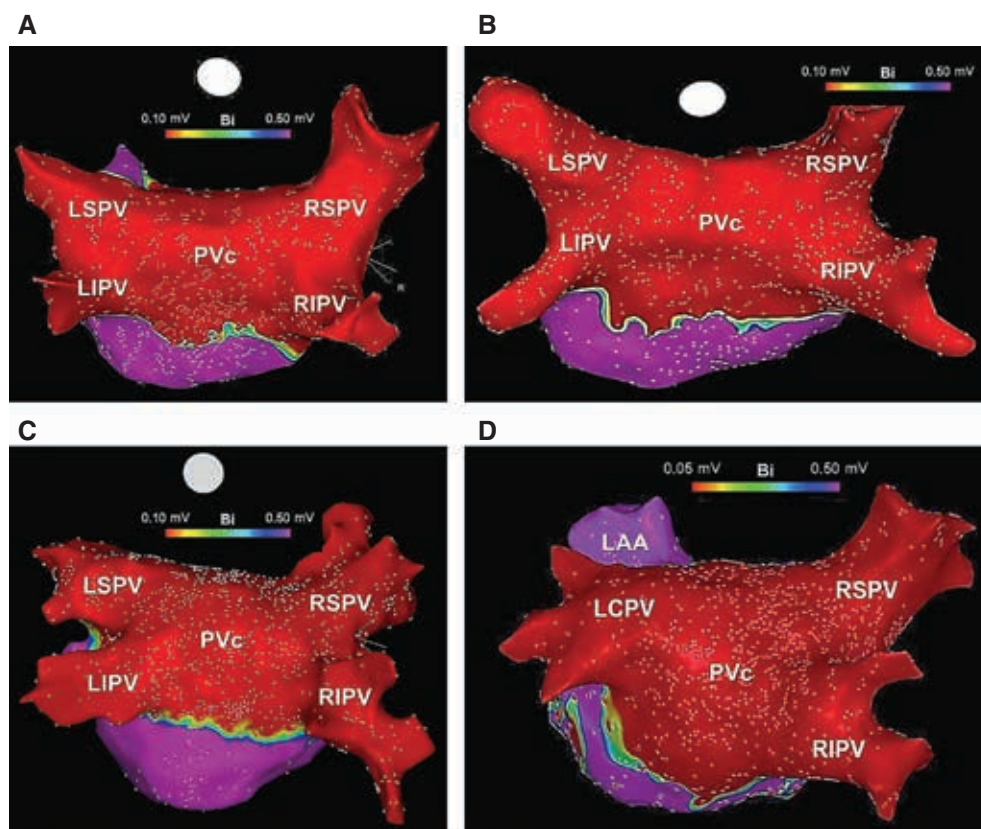 A
0.10 mV Bi 0.50 mV
LSPV
RSPV
PVc
LIPV
RIPV
B
0.10 mV Bi 0.50 mV
LSPV
RSPV
PVc
LIPV
RIPV
C
0.10 mV Bi 0.50 mV
LSPV
RSPV
PVc
LIPV
RIPV
D
0.05 mV Bi 0.50 mV
LAA
LCPV
RSPV
PVc
RIPV